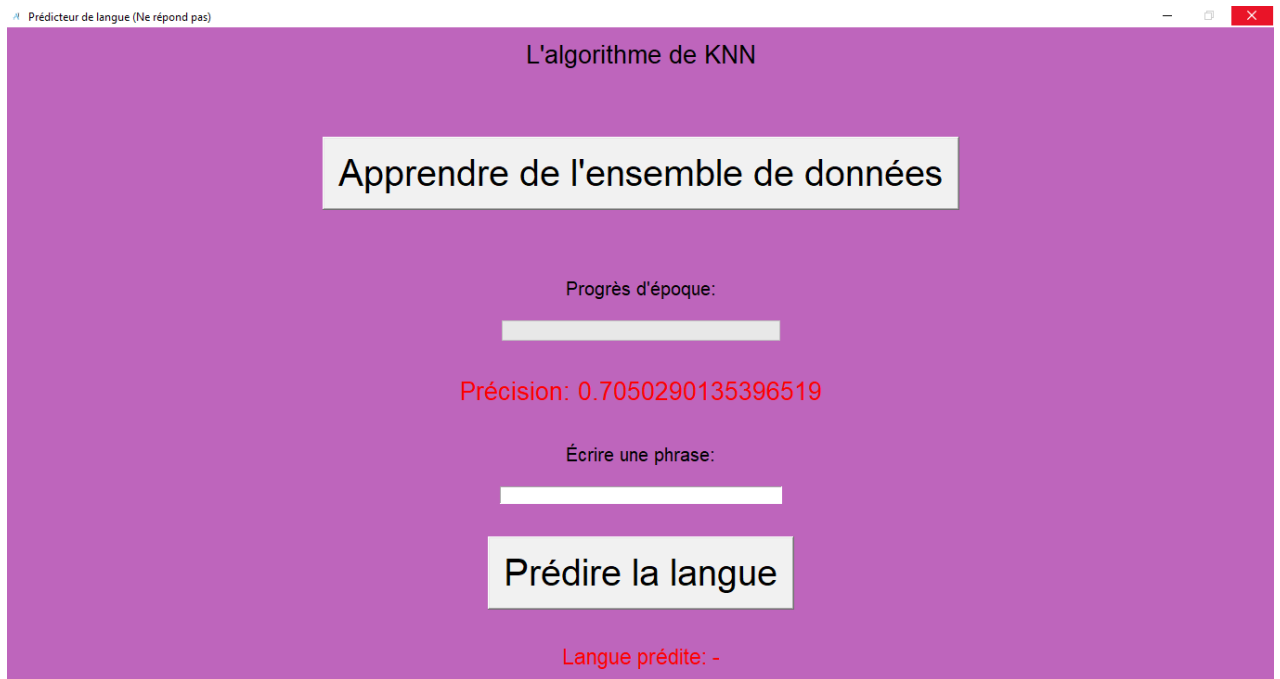 Prédicteur de langue (Ne répond pas)
L'algorithme de KNN
Apprendre de l'ensemble de données
Progrès d'époque:
Précision: 0.7050290135396519
Écrire une phrase:
Prédire la langue
Langue prédite: -